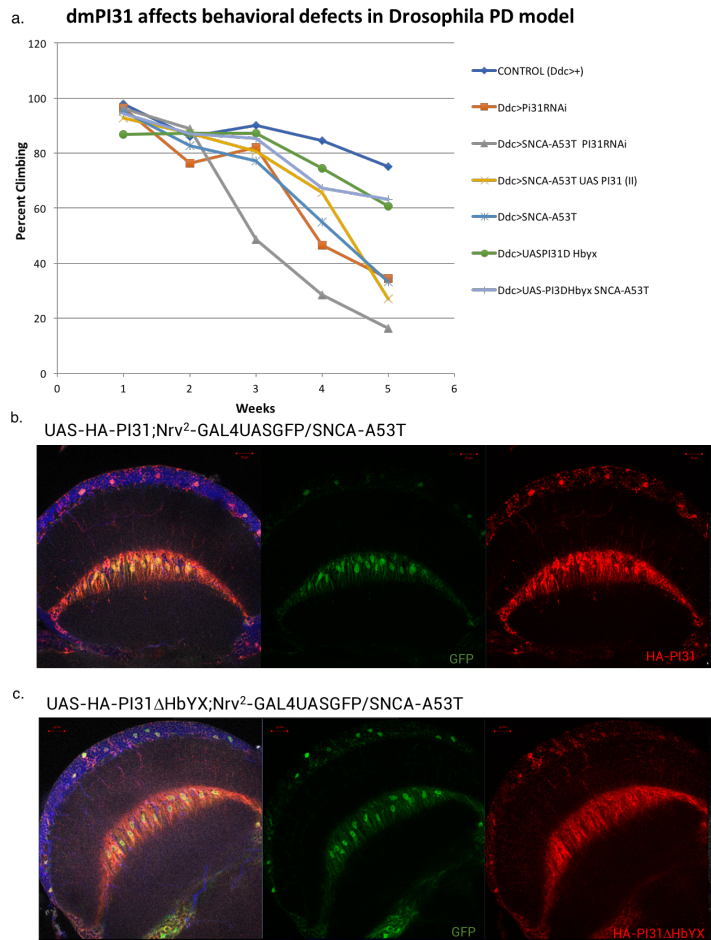 a.
dmPI31 affects behavioral defects in Drosophila PD model
120
100
80
60
40
20
0
Percent Climbing
0 1 2 3 4 5 6
Weeks
CONTROL (Ddc>+)
Ddc>Pi31RNAi
Ddc>SNCA-A53T PI31RNAi
Ddc>SNCA-A53T UAS PI31 (II)
Ddc>SNCA-A53T
Ddc>UASPI31D Hbyx
Ddc>UAS-PI3DHbyx SNCA-A53T
b.
UAS-HA-PI31;Nrv²-GAL4UASGFP/SNCA-A53T
GFP
HA-PI31
c.
UAS-HA-PI31ΔHbYX;Nrv²-GAL4UASGFP/SNCA-A53T
GFP
HA-PI31ΔHbYX